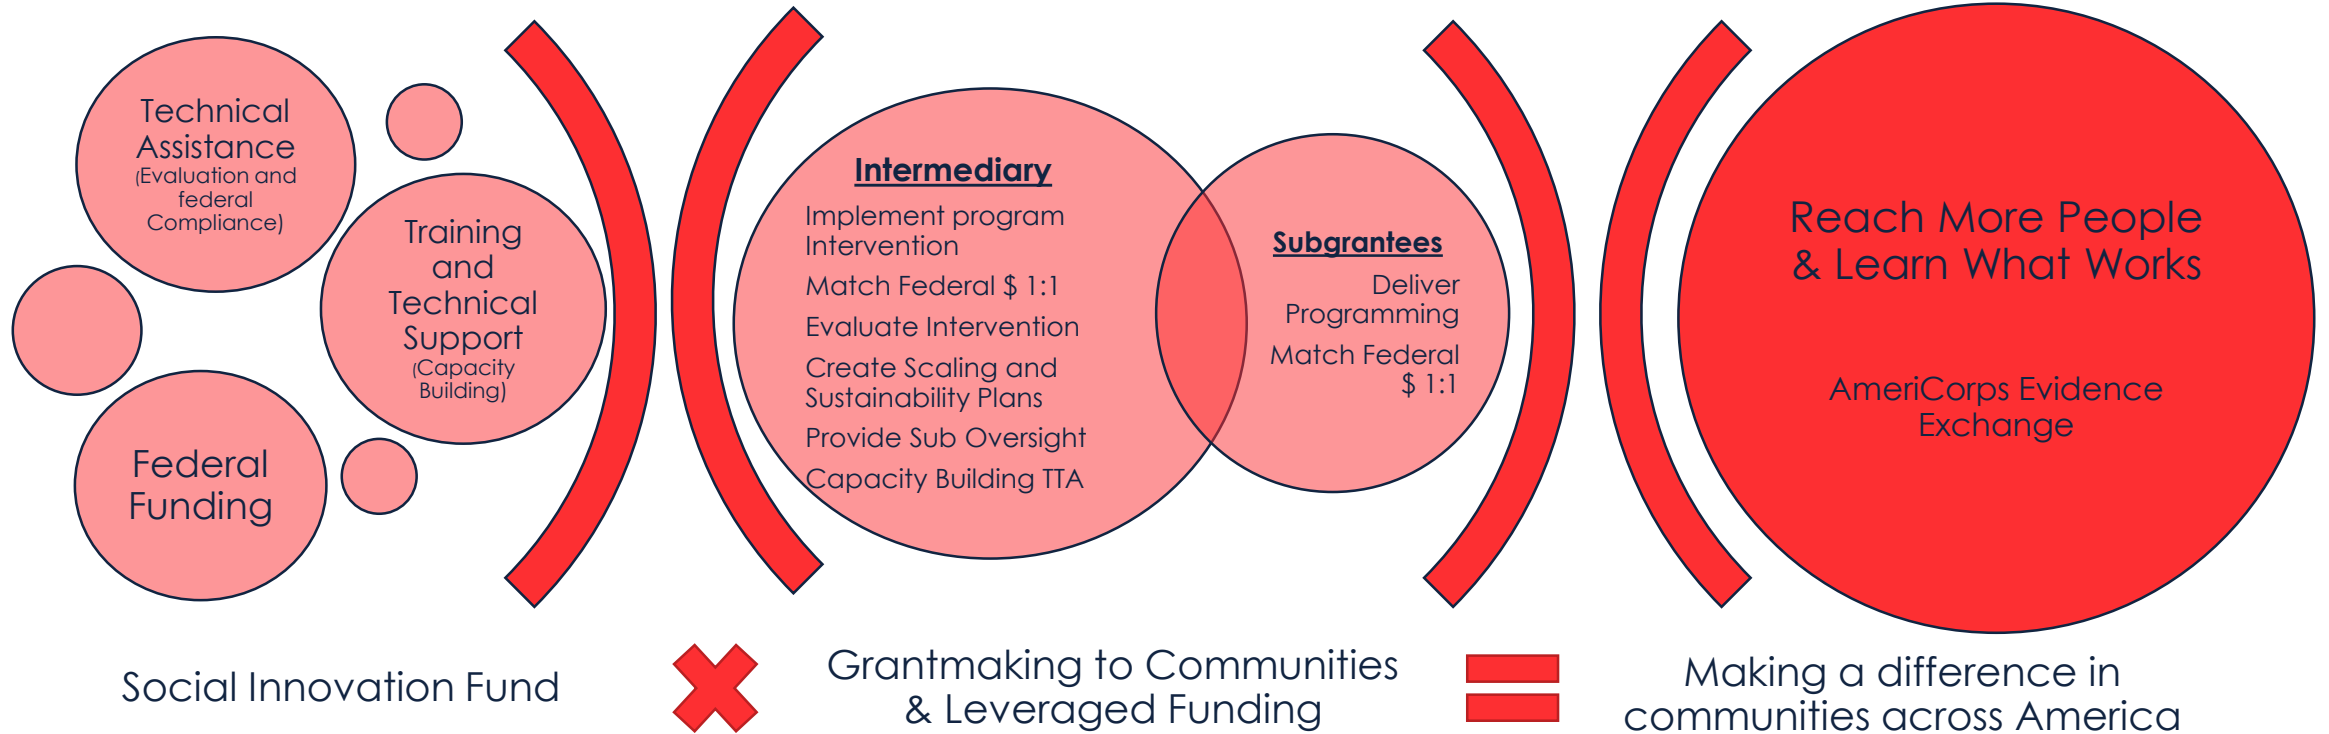 Technical
Assistance
(Evaluation and
federal
Compliance)
Training
and
Technical
Support
(Capacity
Building)
Federal
Funding
Intermediary
Implement program
Intervention
Match Federal $ 1:1
Evaluate Intervention
Create Scaling and
Sustainability Plans
Provide Sub Oversight
Capacity Building TTA
Subgrantees
Deliver
Programming
Match Federal
$ 1:1
Reach More People
& Learn What Works
AmeriCorps Evidence
Exchange
Social Innovation Fund
Grantmaking to Communities
& Leveraged Funding
Making a difference in
communities across America